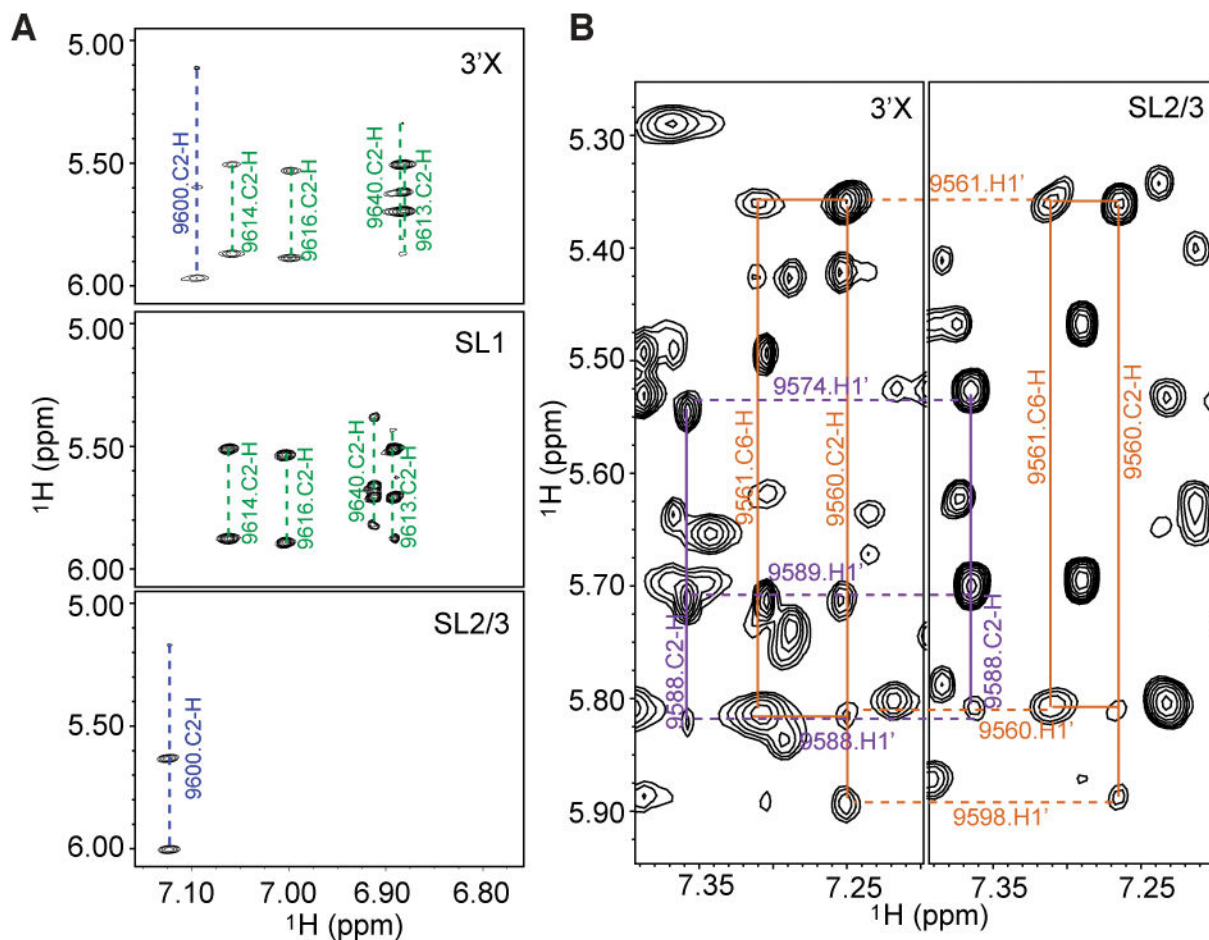 A
B
5.00
5.50
6.00
3'X
9600.C2-H
9614.C2-H
9616.C2-H
9640.C2-H
9613.C2-H
5.00
5.50
6.00
SL1
9614.C2-H
9616.C2-H
9640.C2-H
9613.C2-H
5.00
5.50
6.00
SL2/3
9600.C2-H
7.10 7.00 6.90 6.80
¹H (ppm)
¹H (ppm)
3'X
SL2/3
5.30
5.40
5.50
5.60
5.70
5.80
5.90
¹H (ppm)
9561.H1'
9574.H1'
9589.H1'
9588.H1'
9560.H1'
9598.H1'
9588.C2-H
9561.C6-H
9560.C2-H
9588.C2-H
9561.C6-H
9560.C2-H
7.35 7.25 7.35 7.25
¹H (ppm)